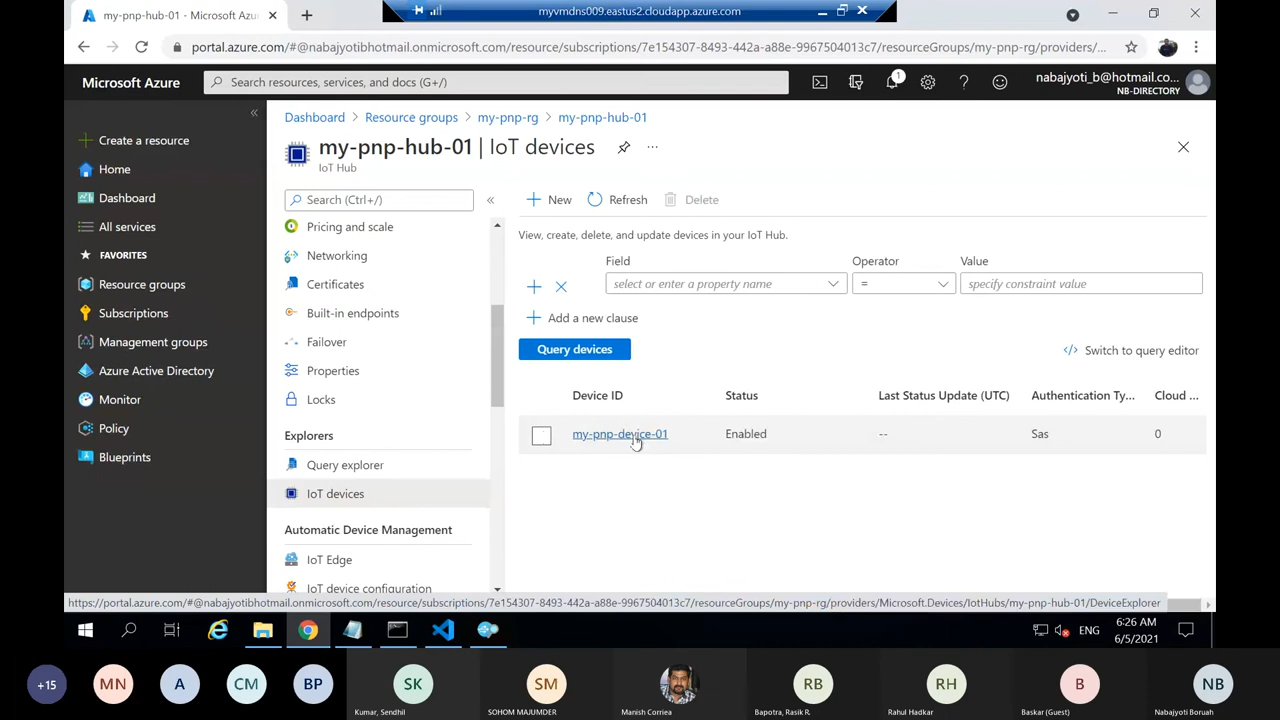 my-pnp-hub-01 - Microsoft Azu
myvmdns009.eastus2.cloudapp.azure.com
portal.azure.com/#@nabajyotibhotmail.onmicrosoft.com/resource/subscriptions/7e154307-8493-442a-a88e-9967504013c7/resourceGroups/my-pnp-rg/providers/...
Microsoft Azure
Search resources, services, and docs (G+/)
1
nabajyoti_b@hotmail.co...
NB-DIRECTORY
Create a resource
Home
Dashboard
All services
FAVORITES
Resource groups
Subscriptions
Management groups
Azure Active Directory
Monitor
Policy
Blueprints
Dashboard > Resource groups > my-pnp-rg > my-pnp-hub-01
my-pnp-hub-01 | IoT devices
IoT Hub
Search (Ctrl+/)
Pricing and scale
Networking
Certificates
Built-in endpoints
Failover
Properties
Locks
Explorers
Query explorer
IoT devices
Automatic Device Management
IoT Edge
IoT device configuration
New Refresh Delete
View, create, delete, and update devices in your IoT Hub.
Field Operator Value
select or enter a property name = specify constraint value
Add a new clause
Query devices
Switch to query editor
Device ID Status Last Status Update (UTC) Authentication Ty... Cloud ...
my-pnp-device-01 Enabled -- Sas 0
https://portal.azure.com/#@nabajyotibhotmail.onmicrosoft.com/resource/subscriptions/7e154307-8493-442a-a88e-9967504013c7/resourceGroups/my-pnp-rg/providers/Microsoft.Devices/IotHubs/my-pnp-hub-01/DeviceExplorer
ENG
6:26 AM
6/5/2021
+15
MN
A
CM
BP
SK
Kumar, Sendhil
SM
SOHOM MAJUMDER
Manish Correia
RB
Bapotra, Rasik R.
RH
Rahul Hadkar
B
Baskar (Guest)
NB
Nabajyoti Boruah